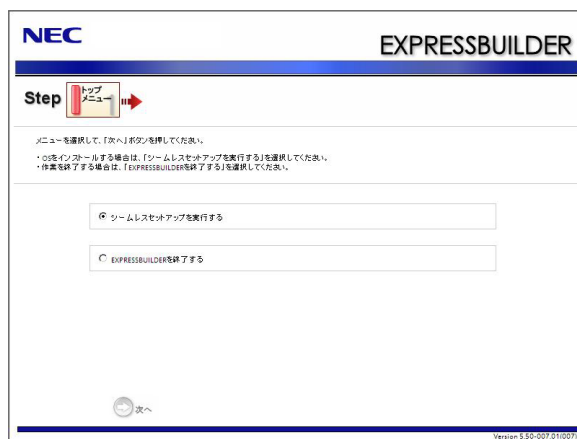 NEC
EXPRESSBUILDER
Step
トップ
メニュー
メニューを選択して、「次へ」ボタンを押してください。
・OSをインストールする場合は、「シームレスセットアップを実行する」を選択してください。
・作業を終了する場合は、「EXPRESSBUILDERを終了する」を選択してください。
シームレスセットアップを実行する
EXPRESSBUILDERを終了する
次へ
Version 5.50-007.01(007)